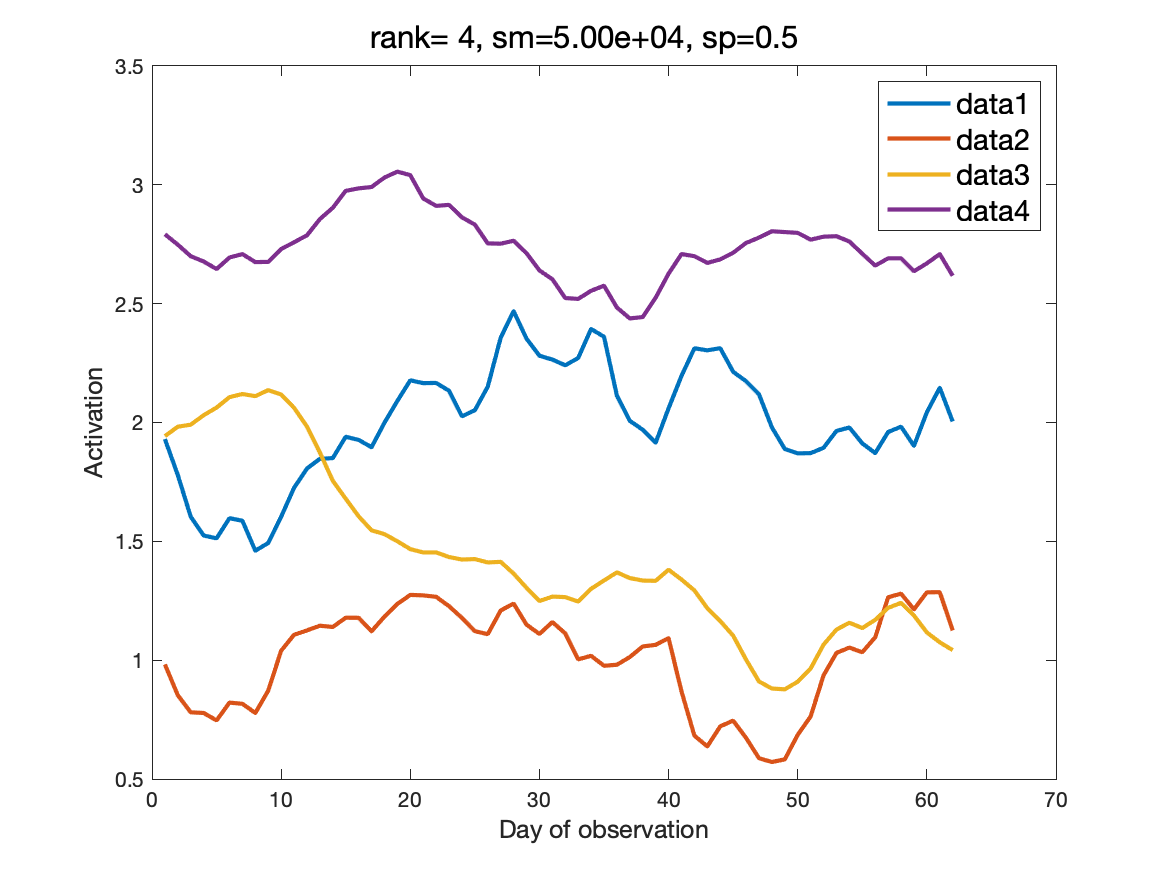 rank= 4, sm=5.00e+04, sp=0.5
3.5
3
2.5
2
1.5
1
0.5
Activation
data1
data2
data3
data4
0 10 20 30 40 50 60 70
Day of observation